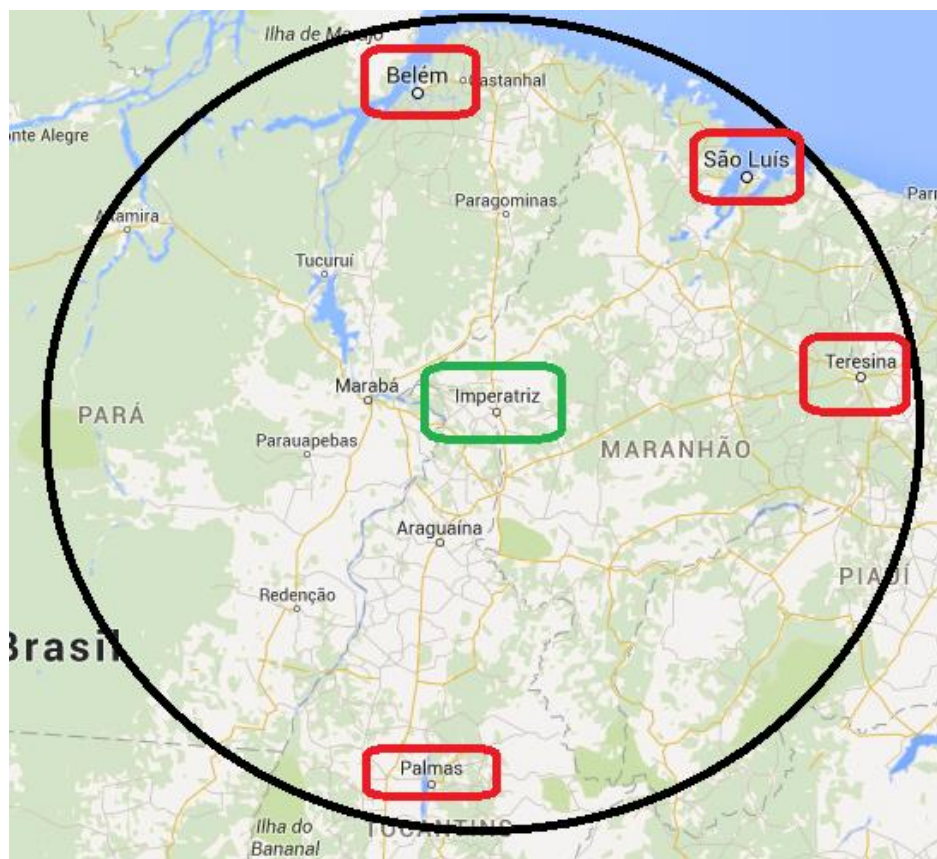 Ilha de Marajó
Belém
Castanhal
onte Alegre
São Luís
Altamira
Paragominas
Parn
Tucuruí
Teresina
Marabá
Imperatriz
PARÁ
Parauapebas
MARANHÃO
Araguaína
PIAUÍ
Redenção
Brasil
Palmas
TOCANTINS
Ilha do
Bananal